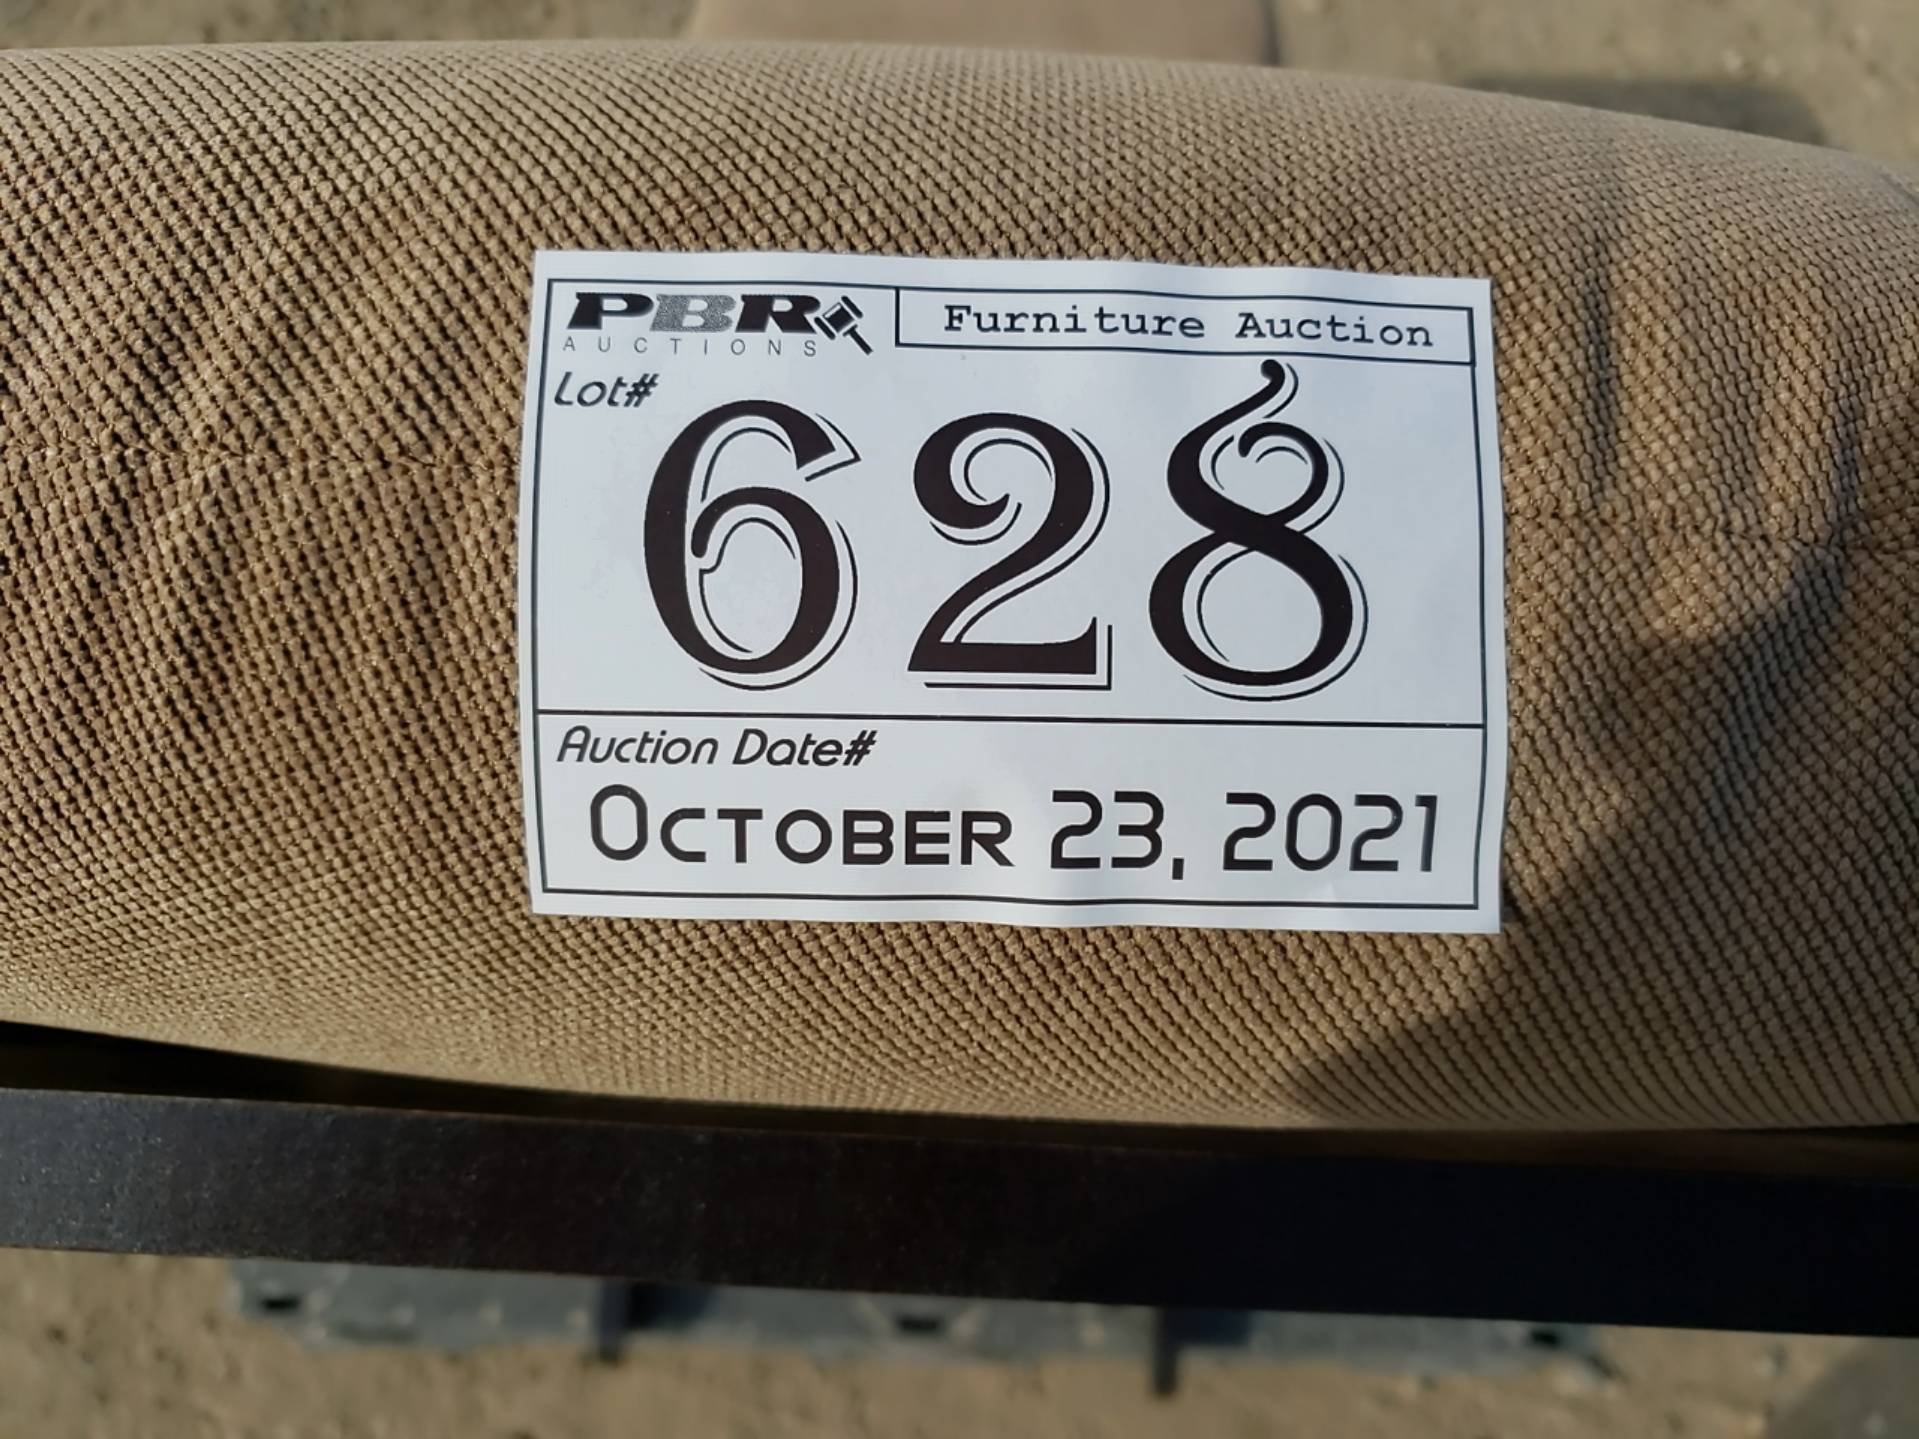 PBR
AUCTIONS
Furniture Auction
Lot#
628
Auction Date#
October 23, 2021